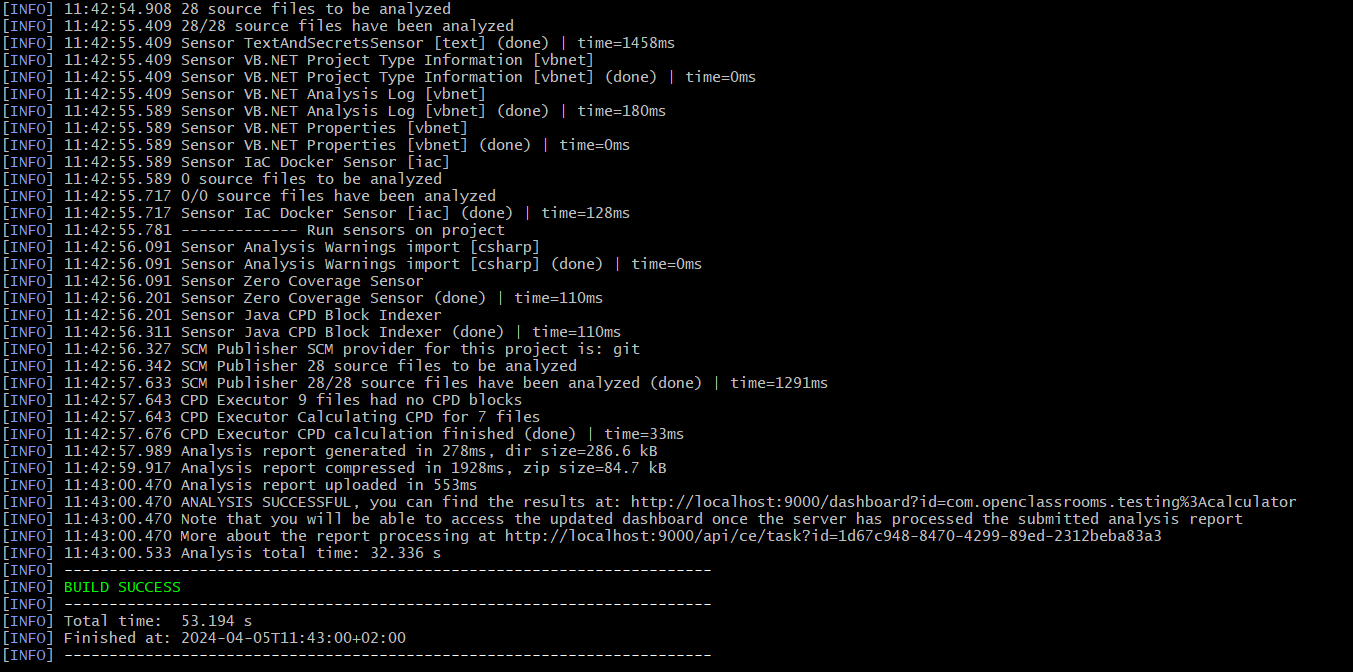 [INFO] 11:42:54.908 28 source files to be analyzed
[INFO] 11:42:55.409 28/28 source files have been analyzed
[INFO] 11:42:55.409 Sensor TextAndSecretsSensor [text] (done) | time=1458ms
[INFO] 11:42:55.409 Sensor VB.NET Project Type Information [vbnet]
[INFO] 11:42:55.409 Sensor VB.NET Project Type Information [vbnet] (done) | time=0ms
[INFO] 11:42:55.409 Sensor VB.NET Analysis Log [vbnet]
[INFO] 11:42:55.589 Sensor VB.NET Analysis Log [vbnet] (done) | time=180ms
[INFO] 11:42:55.589 Sensor VB.NET Properties [vbnet]
[INFO] 11:42:55.589 Sensor VB.NET Properties [vbnet] (done) | time=0ms
[INFO] 11:42:55.589 Sensor IaC Docker Sensor [iac]
[INFO] 11:42:55.589 0 source files to be analyzed
[INFO] 11:42:55.717 0/0 source files have been analyzed
[INFO] 11:42:55.717 Sensor IaC Docker Sensor [iac] (done) | time=128ms
[INFO] 11:42:55.781 ------------- Run sensors on project
[INFO] 11:42:56.091 Sensor Analysis Warnings import [csharp]
[INFO] 11:42:56.091 Sensor Analysis Warnings import [csharp] (done) | time=0ms
[INFO] 11:42:56.091 Sensor Zero Coverage Sensor
[INFO] 11:42:56.201 Sensor Zero Coverage Sensor (done) | time=110ms
[INFO] 11:42:56.201 Sensor Java CPD Block Indexer
[INFO] 11:42:56.311 Sensor Java CPD Block Indexer (done) | time=110ms
[INFO] 11:42:56.327 SCM Publisher SCM provider for this project is: git
[INFO] 11:42:56.342 SCM Publisher 28 source files to be analyzed
[INFO] 11:42:57.633 SCM Publisher 28/28 source files have been analyzed (done) | time=1291ms
[INFO] 11:42:57.643 CPD Executor 9 files had no CPD blocks
[INFO] 11:42:57.643 CPD Executor Calculating CPD for 7 files
[INFO] 11:42:57.676 CPD Executor CPD calculation finished (done) | time=33ms
[INFO] 11:42:57.989 Analysis report generated in 278ms, dir size=286.6 kB
[INFO] 11:42:59.917 Analysis report compressed in 1928ms, zip size=84.7 kB
[INFO] 11:43:00.470 Analysis report uploaded in 553ms
[INFO] 11:43:00.470 ANALYSIS SUCCESSFUL, you can find the results at: http://localhost:9000/dashboard?id=com.openclassrooms.testing%3Acalculator
[INFO] 11:43:00.470 Note that you will be able to access the updated dashboard once the server has processed the submitted analysis report
[INFO] 11:43:00.470 More about the report processing at http://localhost:9000/api/ce/task?id=1d67c948-8470-4299-89ed-2312beba83a3
[INFO] 11:43:00.533 Analysis total time: 32.336 s
[INFO] ------------------------------------------------------------------------
[INFO] BUILD SUCCESS
[INFO] ------------------------------------------------------------------------
[INFO] Total time:  53.194 s
[INFO] Finished at: 2024-04-05T11:43:00+02:00
[INFO] ------------------------------------------------------------------------